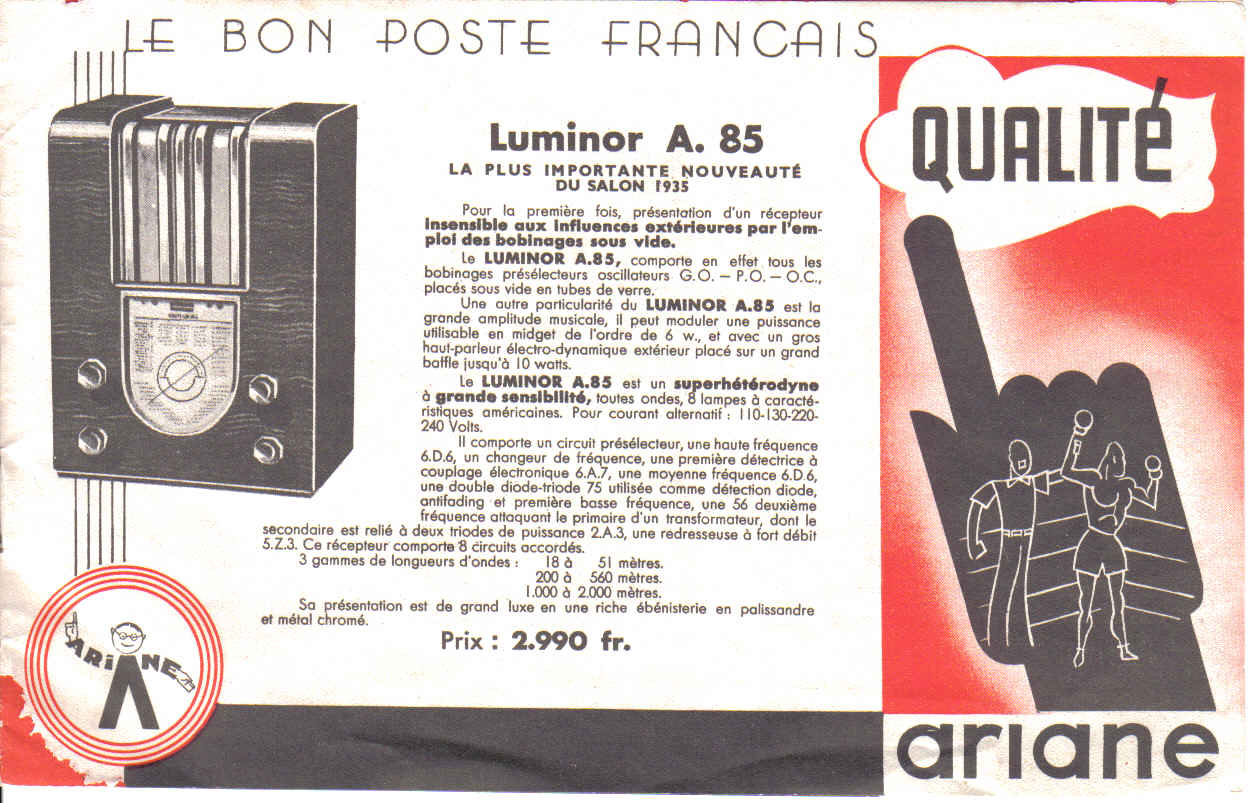 LE BON POSTE FRANCAIS
QUALITÉ
Luminor A. 85
LA PLUS IMPORTANTE NOUVEAUTÉ
DU SALON 1935
Pour la première fois, présentation d'un récepteur
insensible aux influences extérieures par l'em-
ploi des bobinages sous vide.
Le LUMINOR A.85, comporte en effet tous les
bobinages présélecteurs oscillateurs G.O. — P.O. — O.C.,
placés sous vide en tubes de verre.
Une autre particularité du LUMINOR A.85 est la
grande amplitude musicale, il peut moduler une puissance
utilisable en midget de l'ordre de 6 w., et avec un gros
haut-parleur électro-dynamique extérieur placé sur un grand
baffle jusqu'à 10 watts.
Le LUMINOR A.85 est un superhétérodyne
à grande sensibilité, toutes ondes, 8 lampes à caracté-
ristiques américaines. Pour courant alternatif : 110-130-220-
240 Volts.
Il comporte un circuit présélecteur, une haute fréquence
6.D.6, un changeur de fréquence, une première détectrice à
couplage électronique 6.A.7, une moyenne fréquence 6.D.6,
une double diode-triode 75 utilisée comme détection diode,
antifading et première basse fréquence, une 56 deuxième
fréquence attaquant le primaire d'un transformateur, dont le
secondaire est relié à deux triodes de puissance 2.A.3, une redresseuse à fort débit
5.Z.3. Ce récepteur comporte 8 circuits accordés.
3 gammes de longueurs d'ondes : 18 à 51 mètres.
200 à 560 mètres.
1.000 à 2.000 mètres.
Sa présentation est de grand luxe en une riche ébénisterie en palissandre
et métal chromé.
Prix : 2.990 fr.
ARIANE
ariane